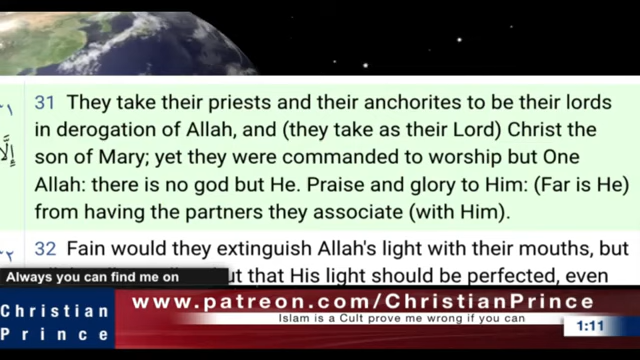 31 They take their priests and their anchorites to be their lords
in derogation of Allah, and (they take as their Lord) Christ the
son of Mary; yet they were commanded to worship but One
Allah: there is no god but He. Praise and glory to Him: (Far is He)
from having the partners they associate (with Him).
32 Fain would they extinguish Allah's light with their mouths, but
that His light should be perfected, even
Always you can find me on
Christian
Prince
www.patreon.com/ChristianPrince
Islam is a Cult prove me wrong if you can
1:11